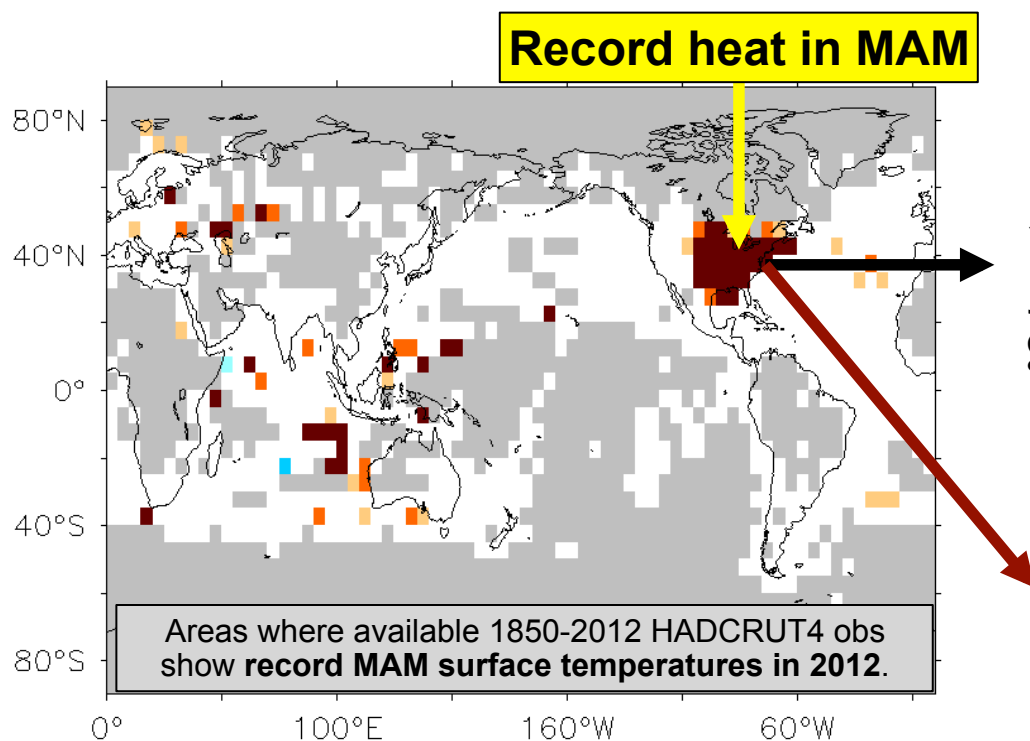 Record heat in MAM
80°N
40°N
0°
40°S
80°S
Areas where available 1850-2012 HADCRUT4 obs
show record MAM surface temperatures in 2012.
0° 100°E 160°W 60°W